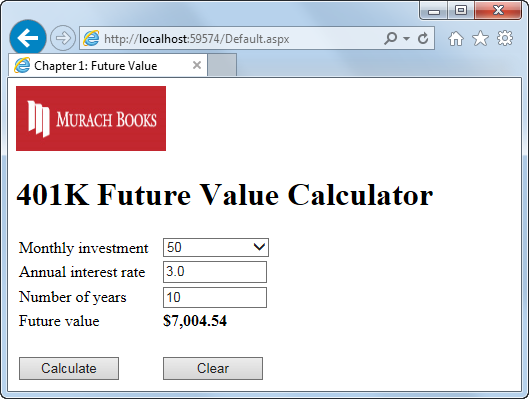 http://localhost:59574/Default.aspx
Chapter 1: Future Value
MURACH BOOKS
401K Future Value Calculator
Monthly investment 50
Annual interest rate 3.0
Number of years 10
Future value $7,004.54
Calculate Clear